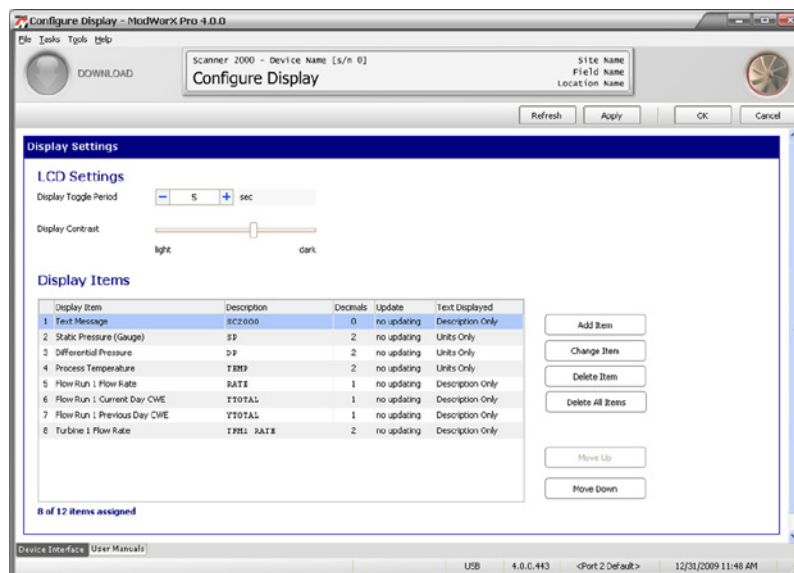 Configure Display - ModWorX Pro 4.0.0
File Tasks Tools Help
DOWNLOAD
Scanner 2000 - Device Name [s/n 0]
Configure Display
Site Name
Field Name
Location Name
Refresh Apply OK Cancel
Display Settings
LCD Settings
Display Toggle Period - 5 + sec
Display Contrast
light dark
Display Items
Display Item Description Decimals Update Text Displayed
1 Text Message SC2000 0 no updating Description Only
2 Static Pressure (Gauge) SP 2 no updating Units Only
3 Differential Pressure DP 2 no updating Units Only
4 Process Temperature TEMP 2 no updating Units Only
5 Flow Run 1 Flow Rate RATE 1 no updating Description Only
6 Flow Run 1 Current Day CWE TTOTAL 1 no updating Description Only
7 Flow Run 1 Previous Day CWE YTOTAL 1 no updating Description Only
8 Turbine 1 Flow Rate TFM1 RATE 2 no updating Description Only
Add Item
Change Item
Delete Item
Delete All Items
Move Up
Move Down
8 of 12 items assigned
Device Interface User Manuals
USB 4.0.0.443 <Port 2 Default> 12/31/2009 11:48 AM